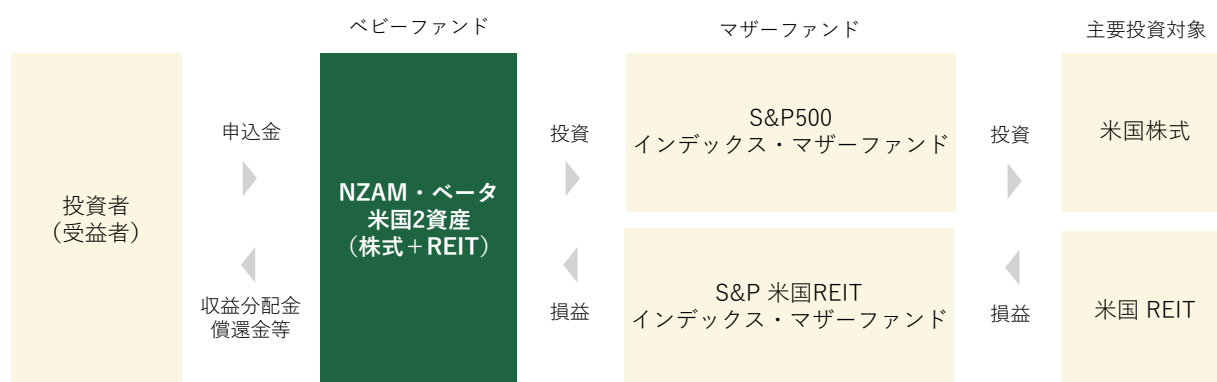 ベビーファンド
マザーファンド
主要投資対象
投資者
（受益者）
申込金
収益分配金
償還金等
NZAM・ベータ
米国2資産
（株式＋REIT）
投資
損益
S&P500
インデックス・マザーファンド
S&P 米国REIT
インデックス・マザーファンド
投資
損益
米国株式
米国 REIT